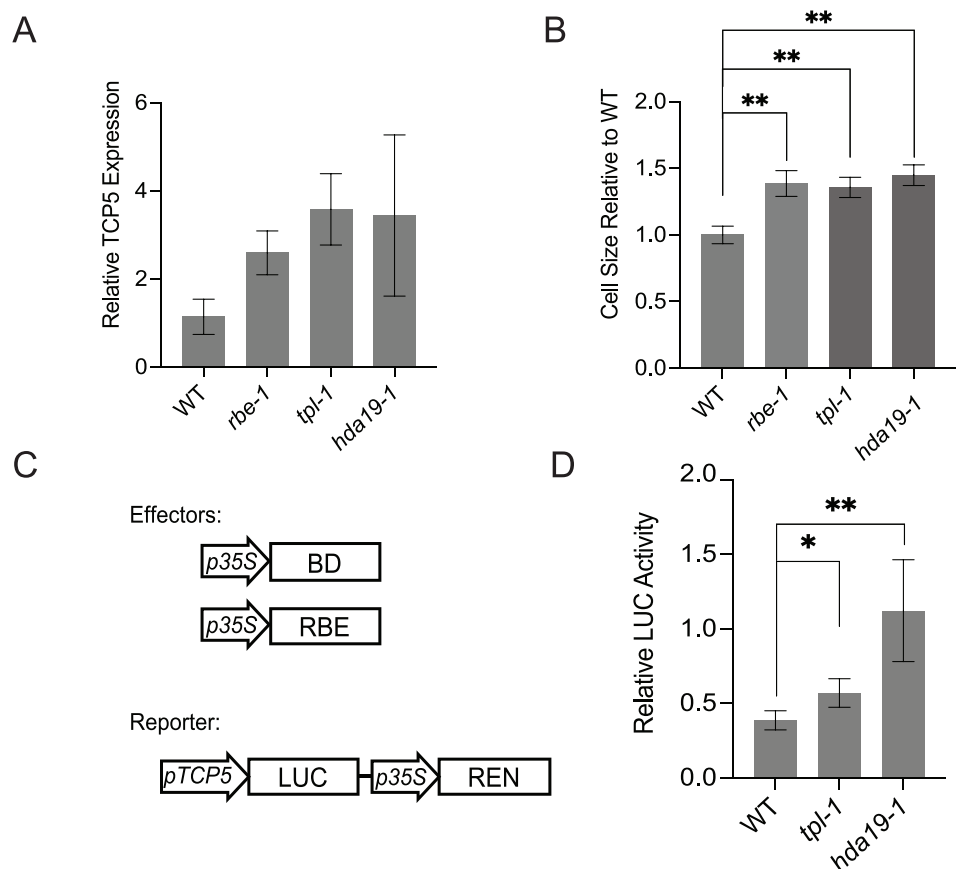 A
Relative TCP5 Expression
6
4
2
0
WT
rbe-1
tpl-1
hda19-1
B
Cell Size Relative to WT
2.0
1.5
1.0
0.5
0.0
**
**
**
WT
rbe-1
tpl-1
hda19-1
C
Effectors:
p35S BD
p35S RBE
Reporter:
pTCP5 LUC p35S REN
D
Relative LUC Activity
2.0
1.5
1.0
0.5
0.0
**
*
WT
tpl-1
hda19-1